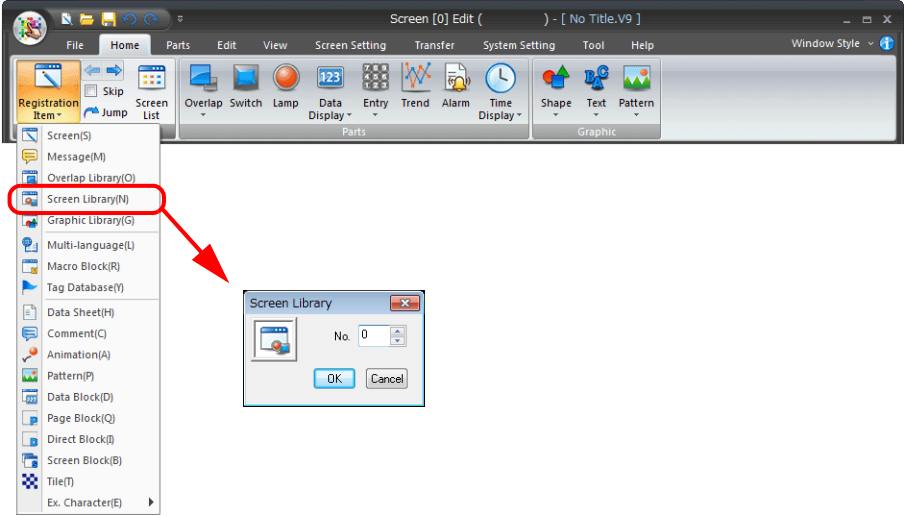 Screen [0] Edit (                ) - [ No Title.V9 ]
File Home Parts Edit View Screen Setting Transfer System Setting Tool Help Window Style
Skip
Jump
Registration Item
Screen List
Overlap Switch Lamp Data Display Entry Trend Alarm Time Display Shape Text Pattern
Parts Graphic
Screen(S)
Message(M)
Overlap Library(O)
Screen Library(N)
Graphic Library(G)
Multi-language(L)
Macro Block(R)
Tag Database(Y)
Data Sheet(H)
Comment(C)
Animation(A)
Pattern(P)
Data Block(D)
Page Block(Q)
Direct Block(I)
Screen Block(B)
Tile(T)
Ex. Character(E)
Screen Library
No. 0
OK Cancel